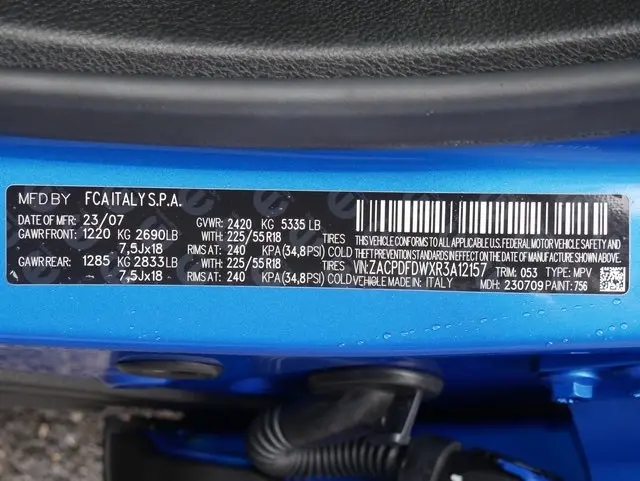 MFD BY FCA ITALY S.P.A.
DATE OF MFR: 23/07 GVWR: 2420 KG 5335 LB
GAWR FRONT: 1220 KG 2690LB WITH: 225/55 R18 TIRES
7,5Jx18 RIMS AT: 240 KPA (34,8PSI) COLD
GAWR REAR: 1285 KG 2833LB WITH: 225/55 R18 TIRES
7,5Jx18 RIMS AT: 240 KPA (34,8PSI) COLD
THIS VEHICLE CONFORMS TO ALL
APPLICABLE U.S.FEDERAL MOTOR VEHICLE SAFETY
AND THEFT PREVENTION STANDARDS IN
EFFECT ON THE DATE OF MANUFACTURE SHOWN ABOVE.
VIN:ZACPDFDWXR3A12157 TRIM: 053 TYPE: MPV
VEHICLE MADE IN: ITALY MDH: 230709 PAINT: 756